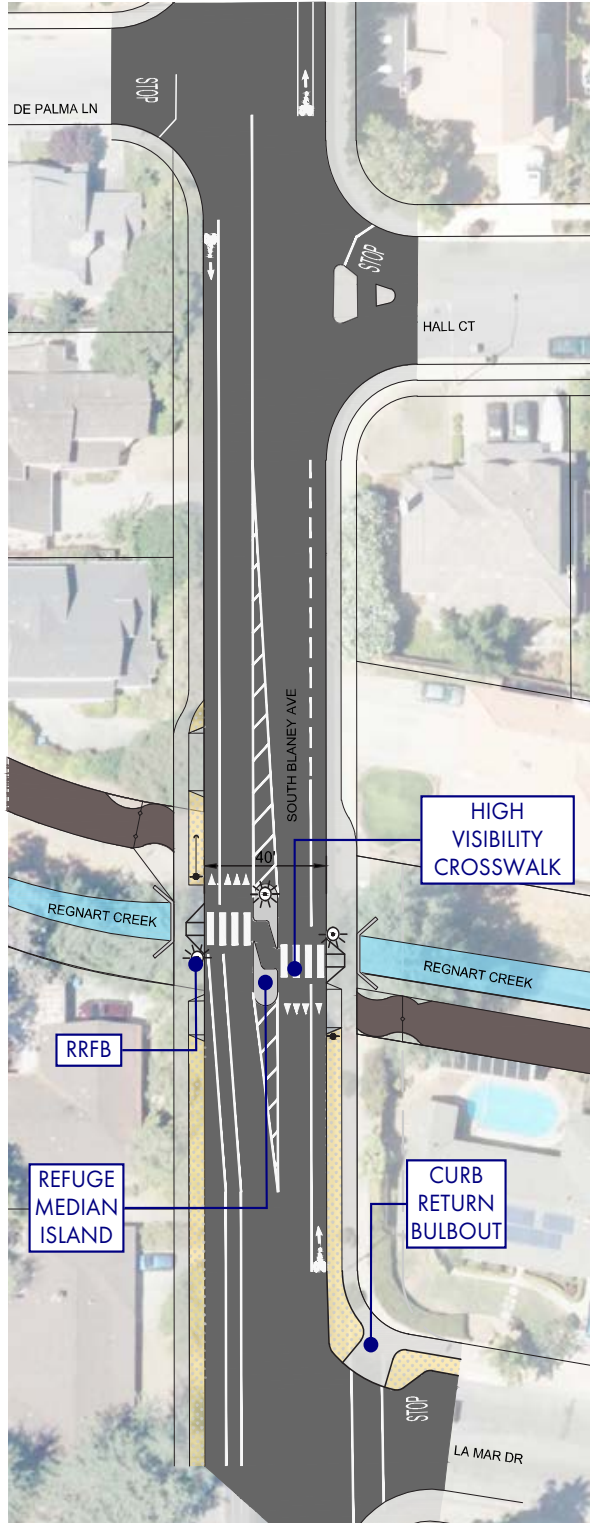 STOP
DE PALMA LN
STOP
HALL CT
SOUTH BLANEY AVE
HIGH
VISIBILITY
CROSSWALK
40'
REGNART CREEK
REGNART CREEK
RRFB
REFUGE
MEDIAN
ISLAND
CURB
RETURN
BULBOUT
STOP
LA MAR DR